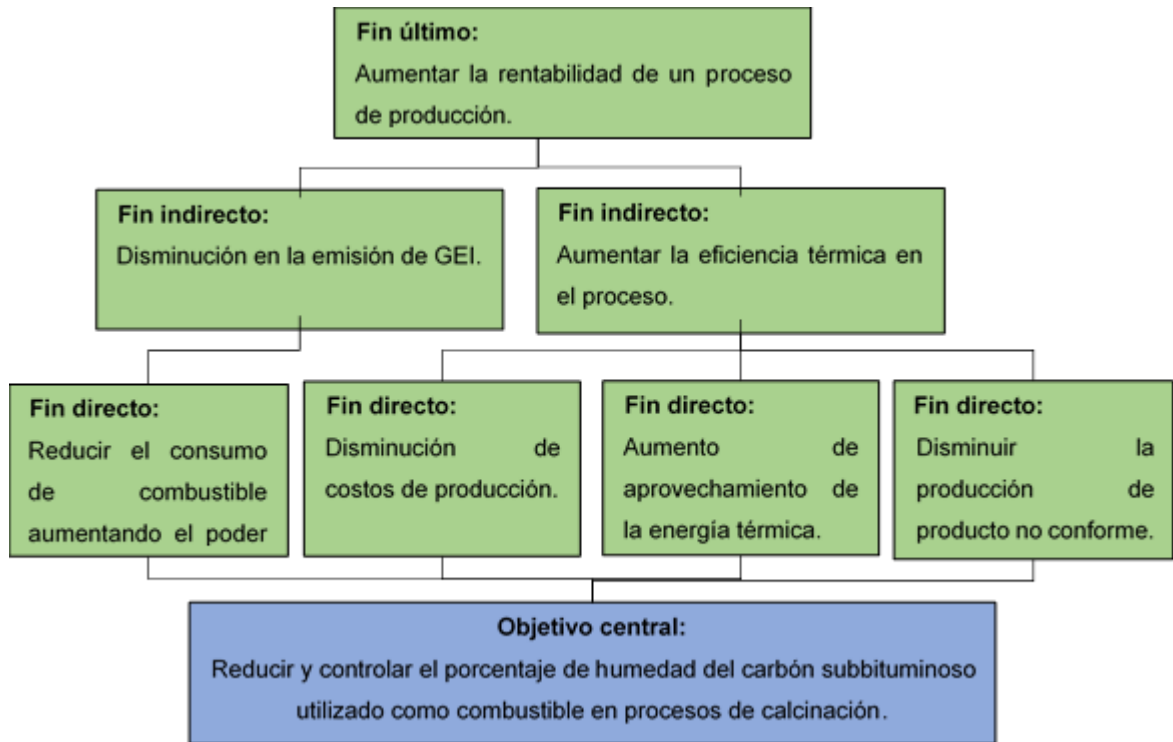 Fin último:
Aumentar la rentabilidad de un proceso
de producción.
Fin indirecto:
Disminución en la emisión de GEI.
Fin indirecto:
Aumentar la eficiencia térmica en
el proceso.
Fin directo:
Reducir el consumo
de combustible
aumentando el poder
Fin directo:
Disminución de
costos de producción.
Fin directo:
Aumento de
aprovechamiento de
la energía térmica.
Fin directo:
Disminuir la
producción de
producto no conforme.
Objetivo central:
Reducir y controlar el porcentaje de humedad del carbón subbituminoso
utilizado como combustible en procesos de calcinación.